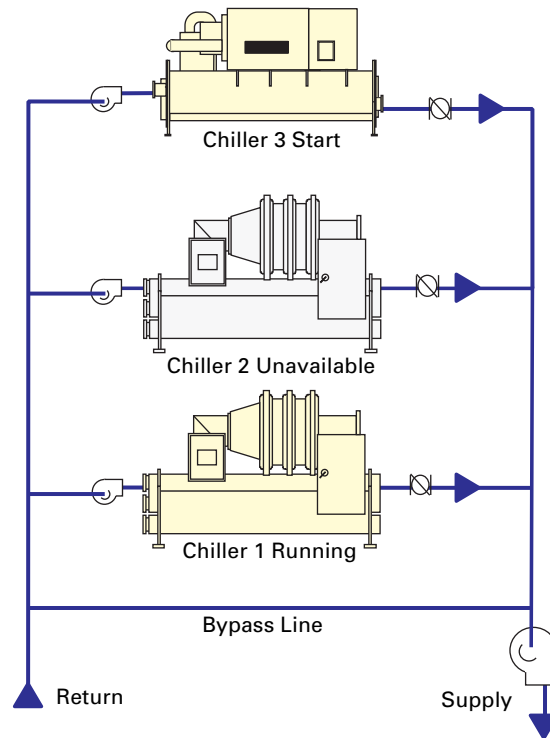 Chiller 3 Start
Chiller 2 Unavailable
Chiller 1 Running
Bypass Line
Return
Supply